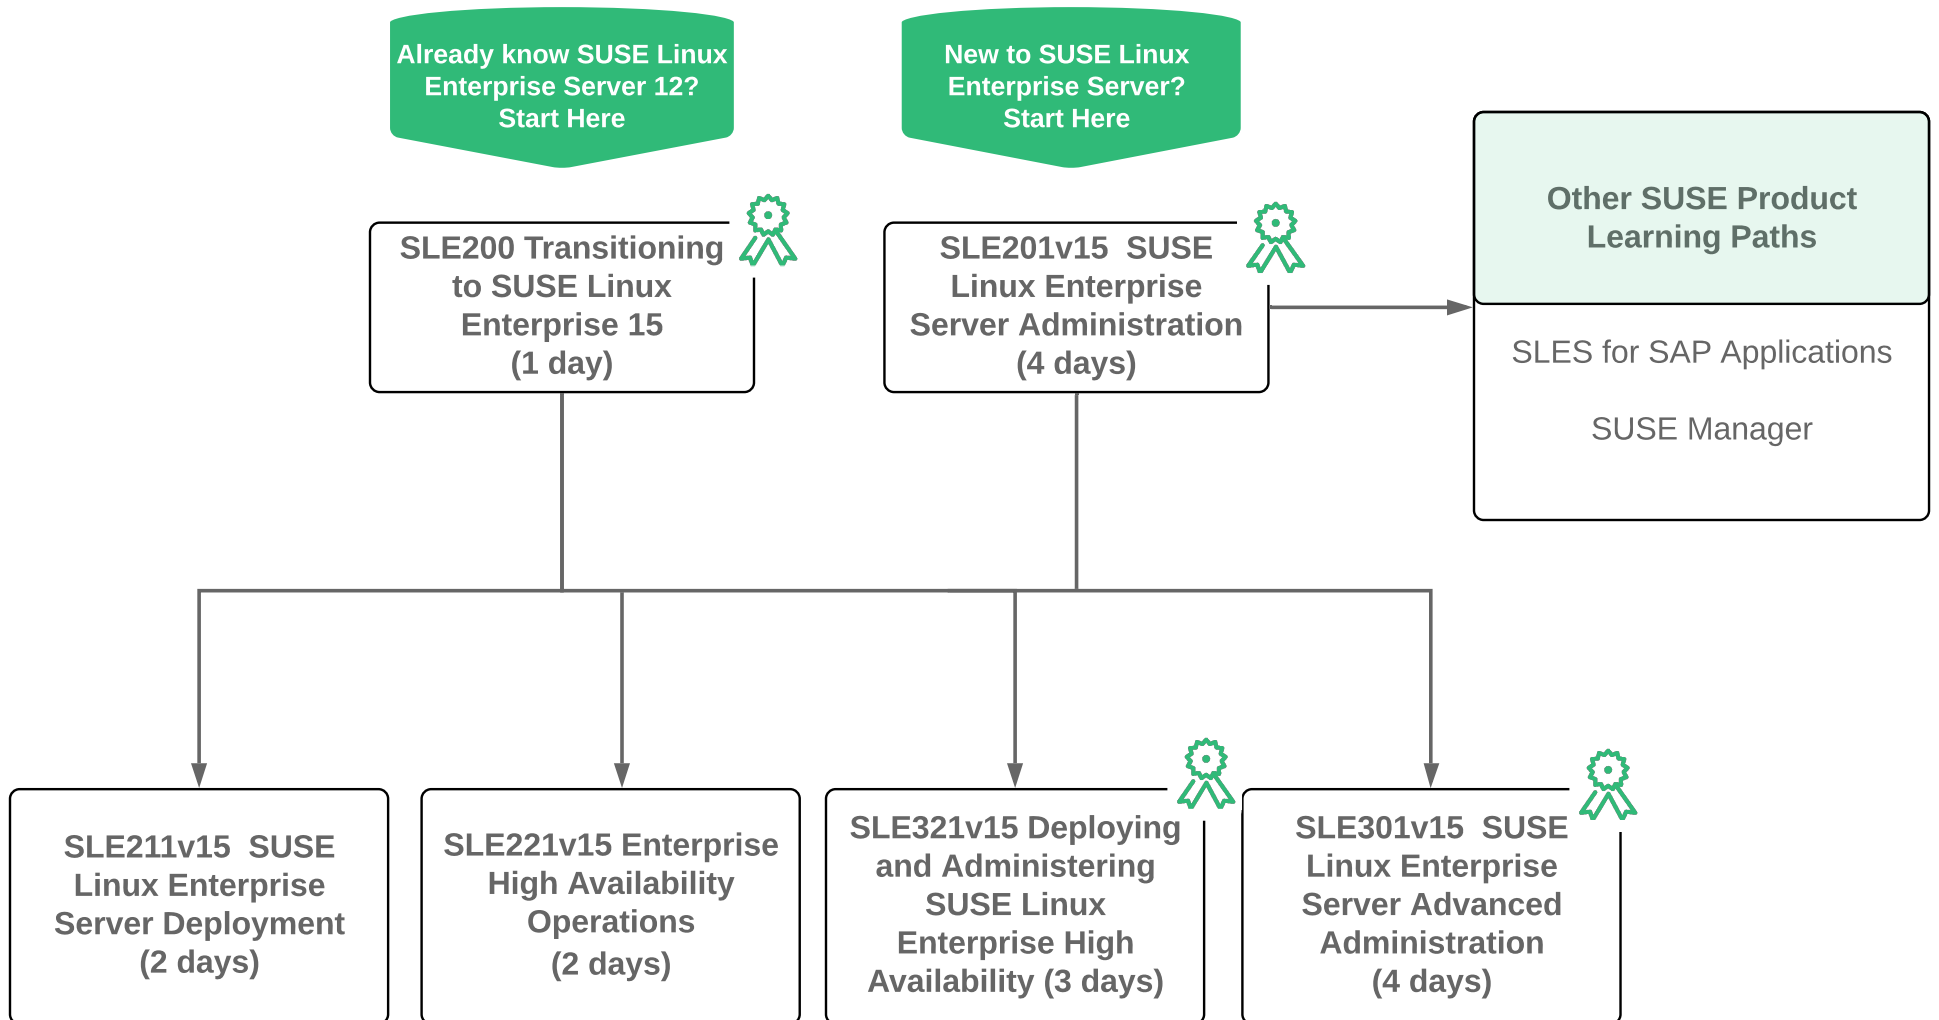 Already know SUSE Linux
Enterprise Server 12?
Start Here
New to SUSE Linux
Enterprise Server?
Start Here
SLE200 Transitioning
to SUSE Linux
Enterprise 15
(1 day)
SLE201v15  SUSE
Linux Enterprise
Server Administration
(4 days)
Other SUSE Product
Learning Paths
SLES for SAP Applications
SUSE Manager
SLE211v15  SUSE
Linux Enterprise
Server Deployment
(2 days)
SLE221v15 Enterprise
High Availability
Operations
(2 days)
SLE321v15 Deploying
and Administering
SUSE Linux
Enterprise High
Availability (3 days)
SLE301v15  SUSE
Linux Enterprise
Server Advanced
Administration
(4 days)